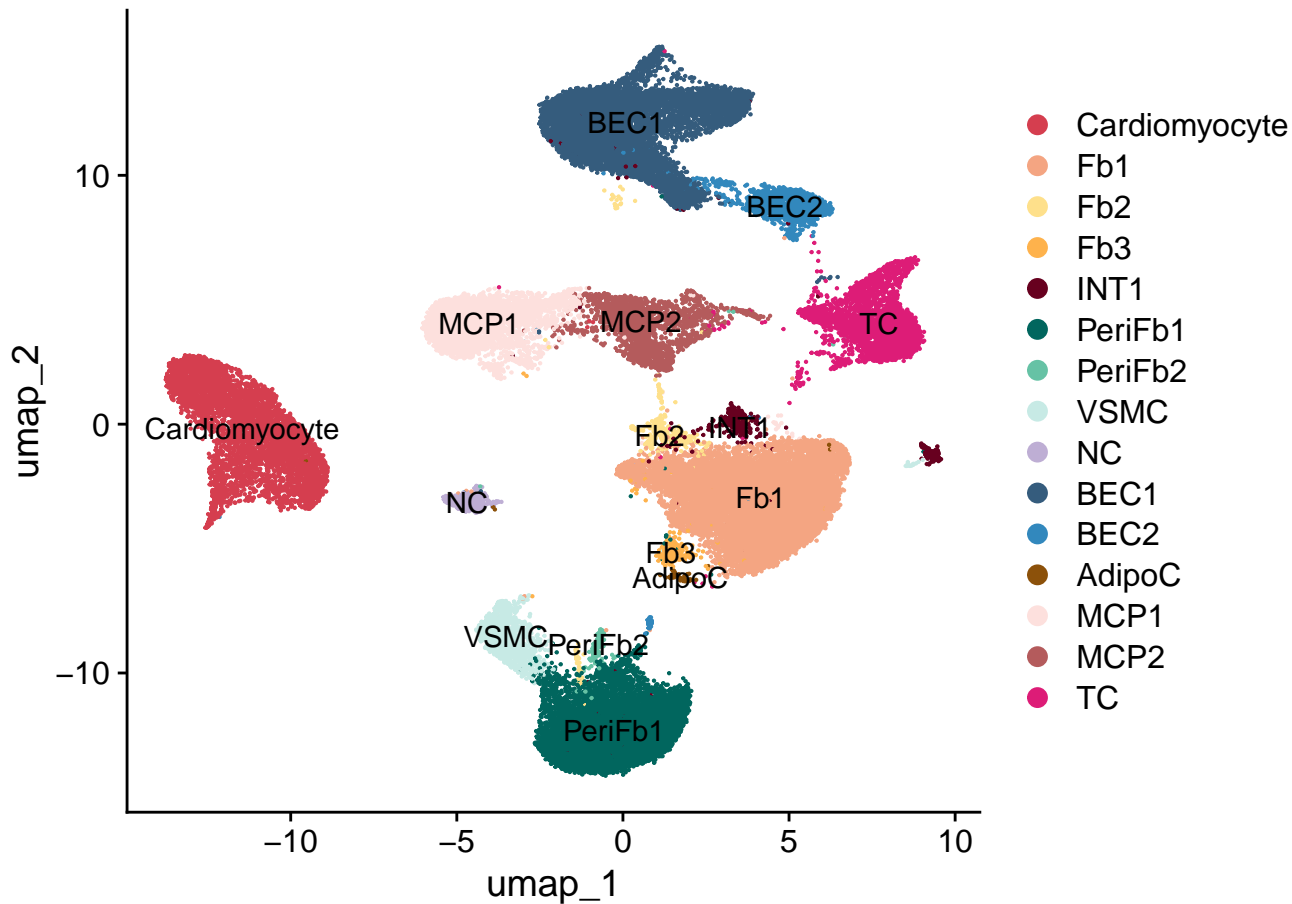 BEC1
BEC2
MCP1
MCP2
TC
Cardiomyocyte
Fb2
INT1
NC
Fb1
Fb3
AdipoC
VSMC
PeriFb2
PeriFb1
10
0
−10
umap_2
−10
−5
0
5
10
umap_1
Cardiomyocyte
Fb1
Fb2
Fb3
INT1
PeriFb1
PeriFb2
VSMC
NC
BEC1
BEC2
AdipoC
MCP1
MCP2
TC